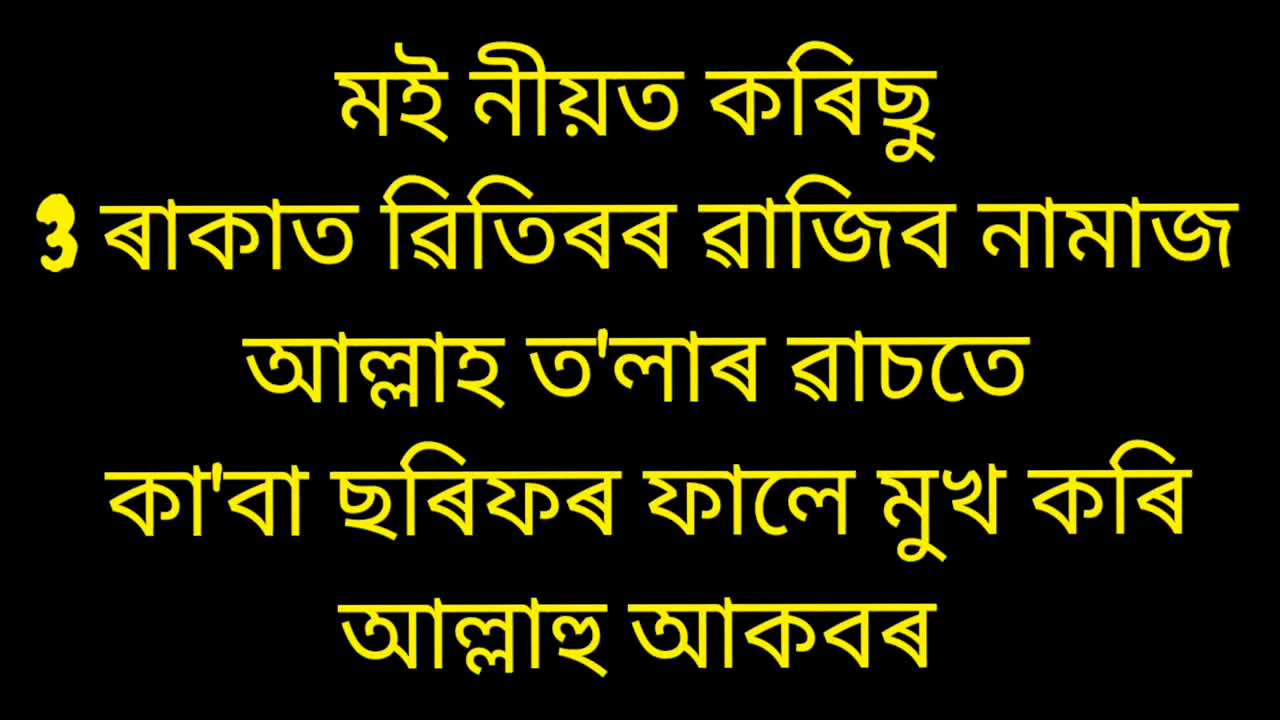 মই নীয়ত কৰিছু
3 ৰাকাত ৱিতিৰৰ ৱাজিব নামাজ
আল্লাহ ত'লাৰ ৱাচতে
কা'বা ছৰিফৰ ফালে মুখ কৰি
আল্লাহু আকবৰ